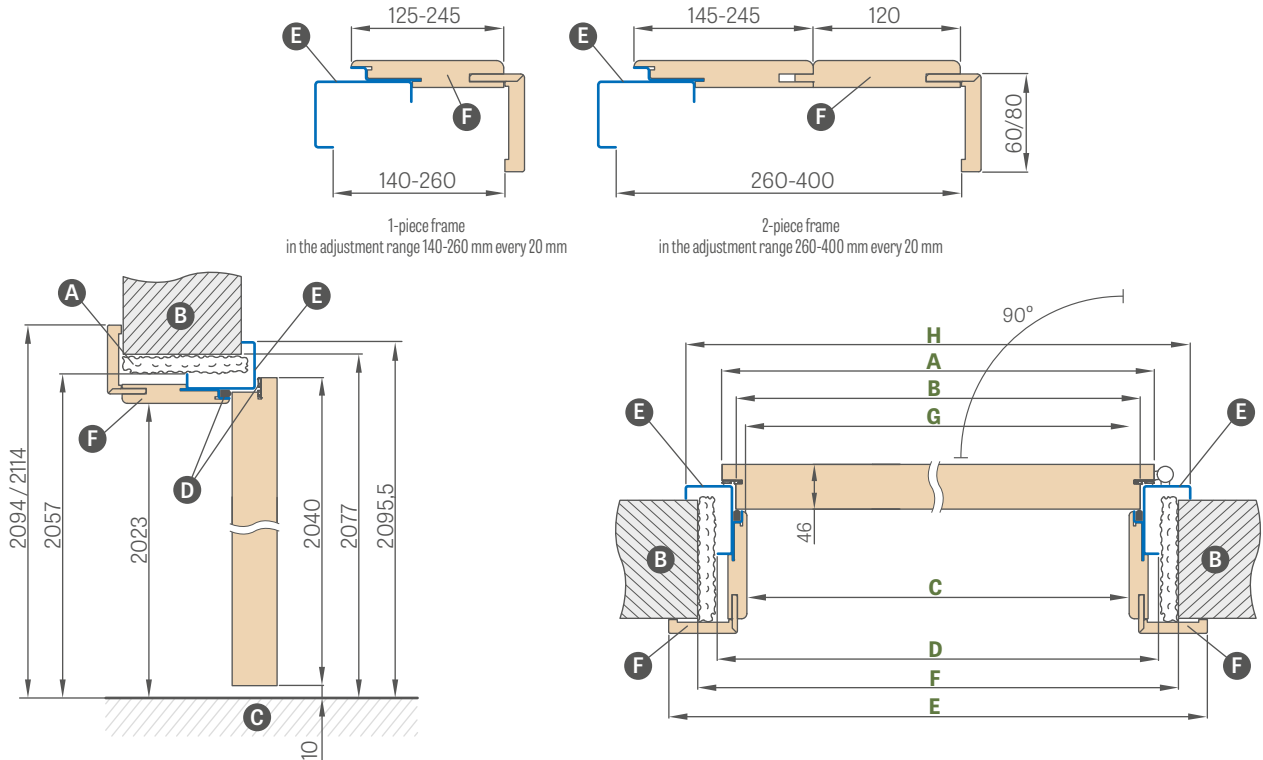 125-245
145-245
120
E
E
F
F
60/80
140-260
260-400
1-piece frame
in the adjustment range 140-260 mm every 20 mm
2-piece frame
in the adjustment range 260-400 mm every 20 mm
A
B
E
F
D
2094 / 2114
2057
2023
2040
2077
2095,5
C
10
90°
H
A
B
G
E
E
46
B
B
C
D
F
F
F
E